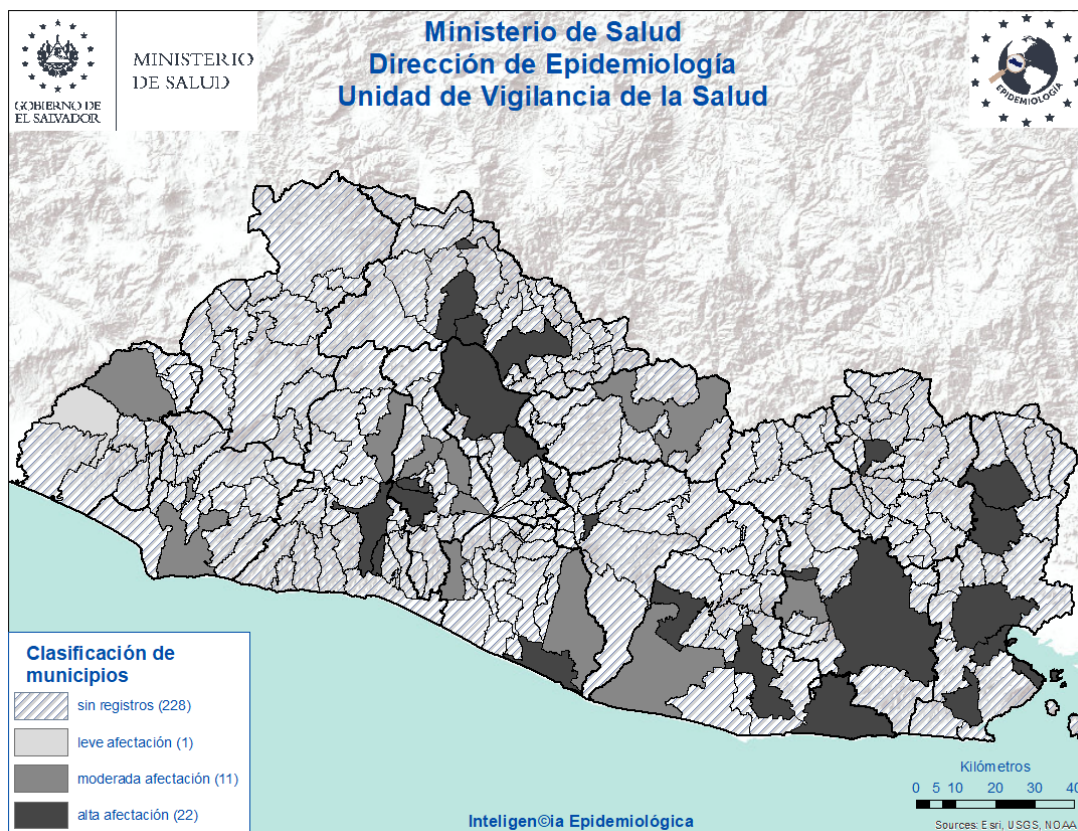 Ministerio de Salud
Dirección de Epidemiología
Unidad de Vigilancia de la Salud
GOBIERNO DE
EL SALVADOR
MINISTERIO
DE SALUD
EPIDEMIOLOGÍA
Clasificación de
municipios
sin registros (228)
leve afectación (1)
moderada afectación (11)
alta afectación (22)
Inteligen©ia Epidemiológica
Kilómetros
0 5 10 20 30 40
Sources: Esri, USGS, NOAA